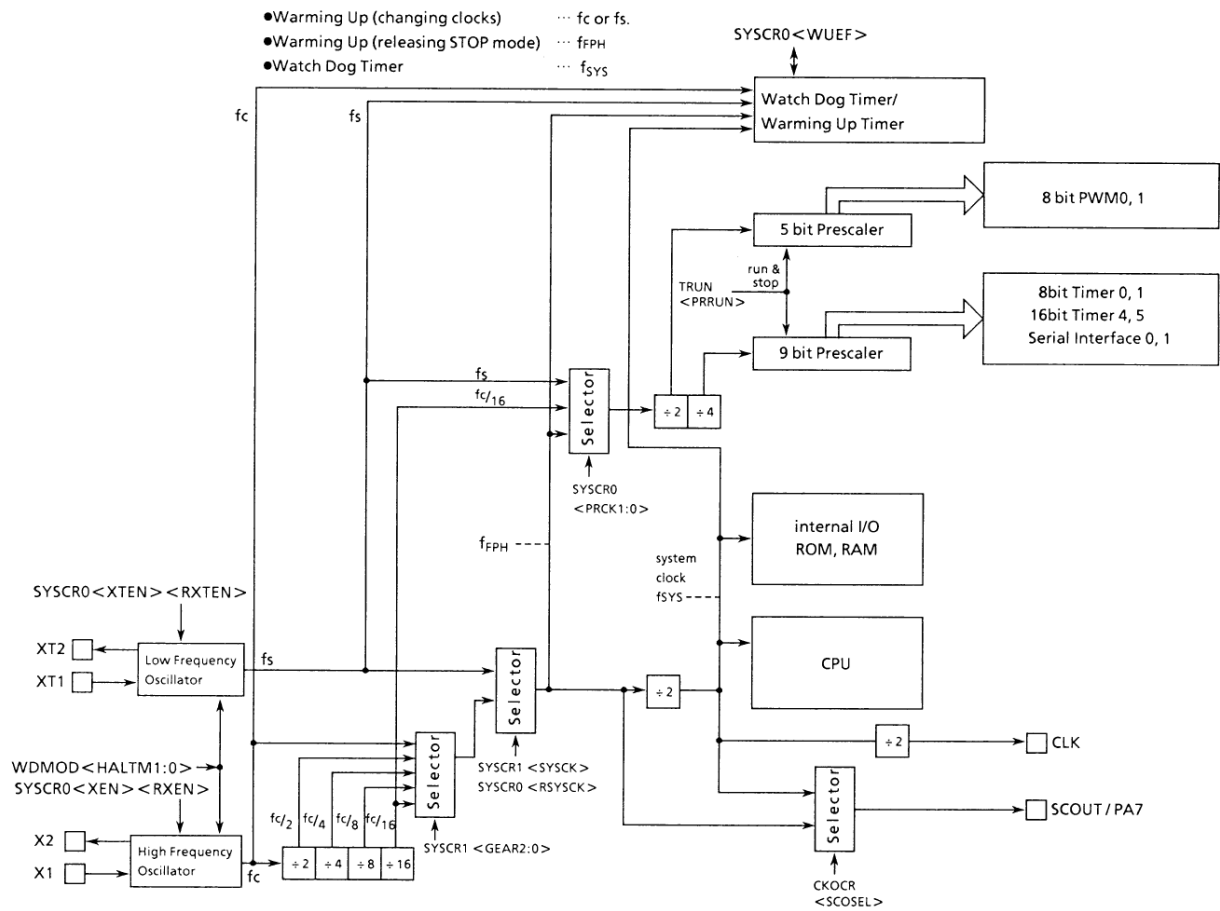 ●Warming Up (changing clocks) ··· fc or fs.
●Warming Up (releasing STOP mode) ··· fFPH
●Watch Dog Timer ··· fSYS
SYSCR0<WUEF>
Watch Dog Timer/
Warming Up Timer
fc
fs
8 bit PWM0, 1
5 bit Prescaler
run &
stop
TRUN
<PRRUN>
8bit Timer 0, 1
16bit Timer 4, 5
Serial Interface 0, 1
9 bit Prescaler
fs
fc/16
Selector
÷2
÷4
SYSCR0
<PRCK1:0>
internal I/O
ROM, RAM
fFPH
system
clock
fSYS
SYSCR0<XTEN><RXTEN>
XT2
XT1
Low Frequency
Oscillator
fs
Selector
÷2
CPU
÷2
CLK
WDMOD<HALTM1:0>
SYSCR0<XEN><RXEN>
Selector
SYSCR1<SYSCK>
SYSCR0<RSYSCK>
Selector
SCOUT/PA7
fc/2
fc/4
fc/8
fc/16
SYSCR1<GEAR2:0>
X2
X1
High Frequency
Oscillator
fc
÷2
÷4
÷8
÷16
CKOCR
<SCOSEL>